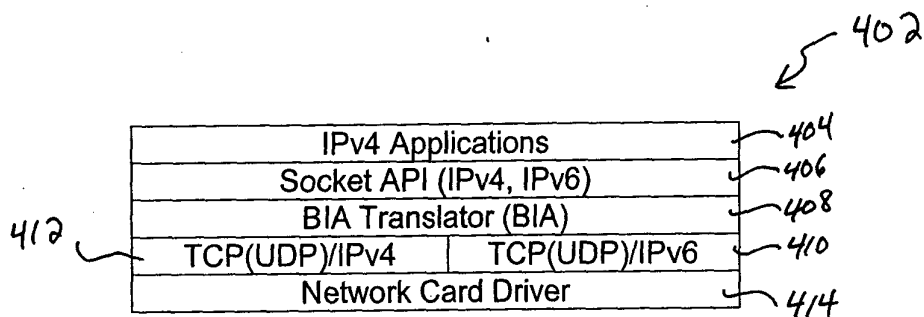 402
IPv4 Applications 404
Socket API (IPv4, IPv6) 406
BIA Translator (BIA) 408
412 TCP(UDP)/IPv4 TCP(UDP)/IPv6 410
Network Card Driver 414